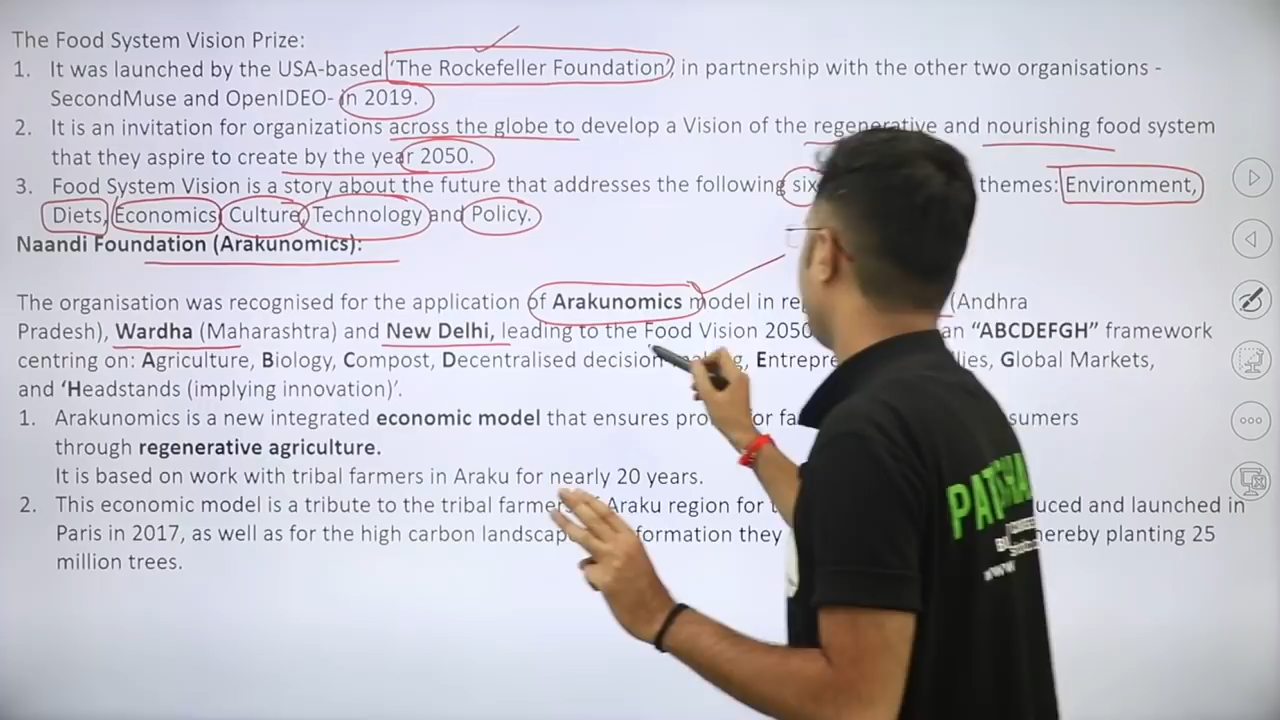 The Food System Vision Prize:
1. It was launched by the USA-based 'The Rockefeller Foundation', in partnership with the other two organisations -
SecondMuse and OpenIDEO- in 2019.
2. It is an invitation for organizations across the globe to develop a Vision of the regenerative and nourishing food system
that they aspire to create by the year 2050.
3. Food System Vision is a story about the future that addresses the following six themes: Environment,
Diets, Economics, Culture, Technology and Policy.
Naandi Foundation (Arakunomics):
The organisation was recognised for the application of Arakunomics model in (Andhra
Pradesh), Wardha (Maharashtra) and New Delhi, leading to the Food Vision 2050 an "ABCDEFGH" framework
centring on: Agriculture, Biology, Compost, Decentralised decision Global Markets,
and 'Headstands (implying innovation)'.
1. Arakunomics is a new integrated economic model that ensures
through regenerative agriculture.
It is based on work with tribal farmers in Araku for nearly 20 years.
2. This economic model is a tribute to the tribal farmers Araku region for and launched in
Paris in 2017, as well as for the high carbon landscape they planting 25
million trees.